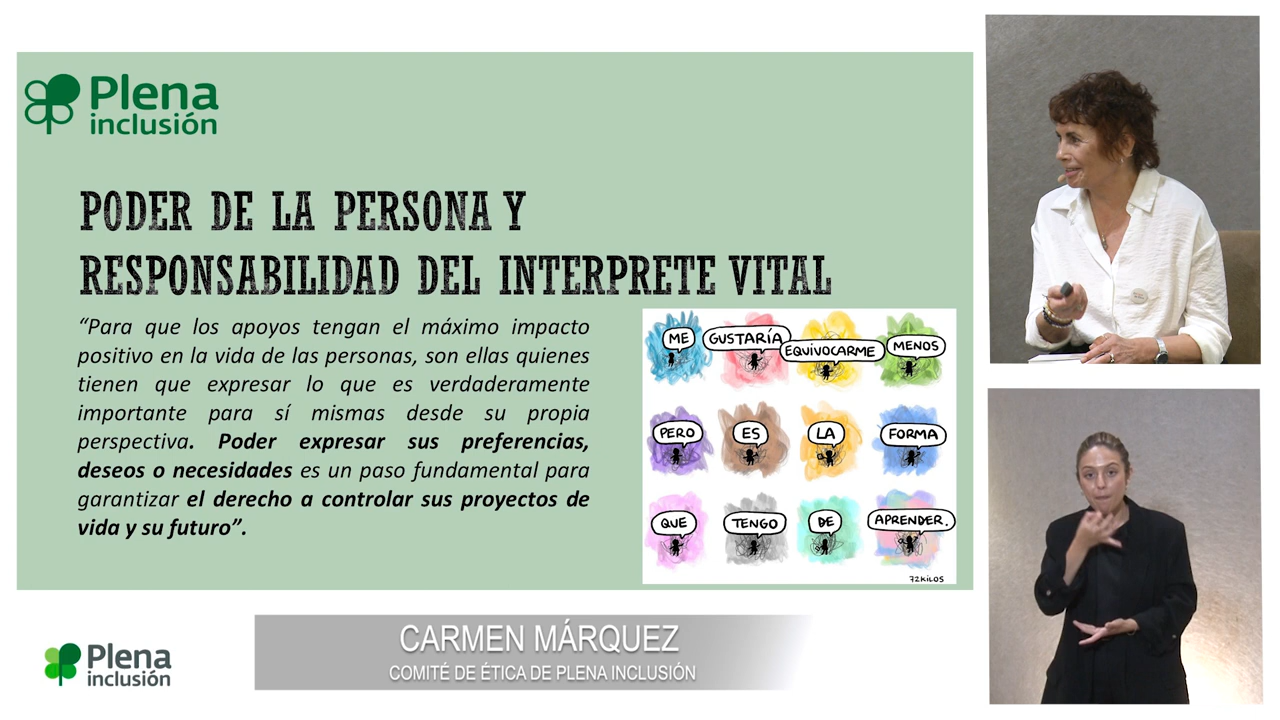 Plena
inclusión
PODER DE LA PERSONA Y
RESPONSABILIDAD DEL INTERPRETE VITAL
“Para que los apoyos tengan el máximo impacto
positivo en la vida de las personas, son ellas quienes
tienen que expresar lo que es verdaderamente
importante para sí mismas desde su propia
perspectiva. Poder expresar sus preferencias,
deseos o necesidades es un paso fundamental para
garantizar el derecho a controlar sus proyectos de
vida y su futuro”.
ME GUSTARÍA EQUIVOCARME MENOS
PERO ES LA FORMA
QUE TENGO DE APRENDER.
72KILOS
Plena
inclusión
CARMEN MÁRQUEZ
COMITÉ DE ÉTICA DE PLENA INCLUSIÓN